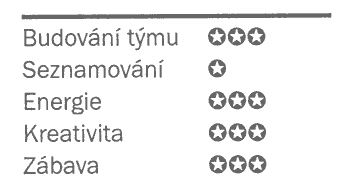 Budování týmu ✪✪✪
Seznamování ✪
Energie ✪✪✪
Kreativita ✪✪✪
Zábava ✪✪✪